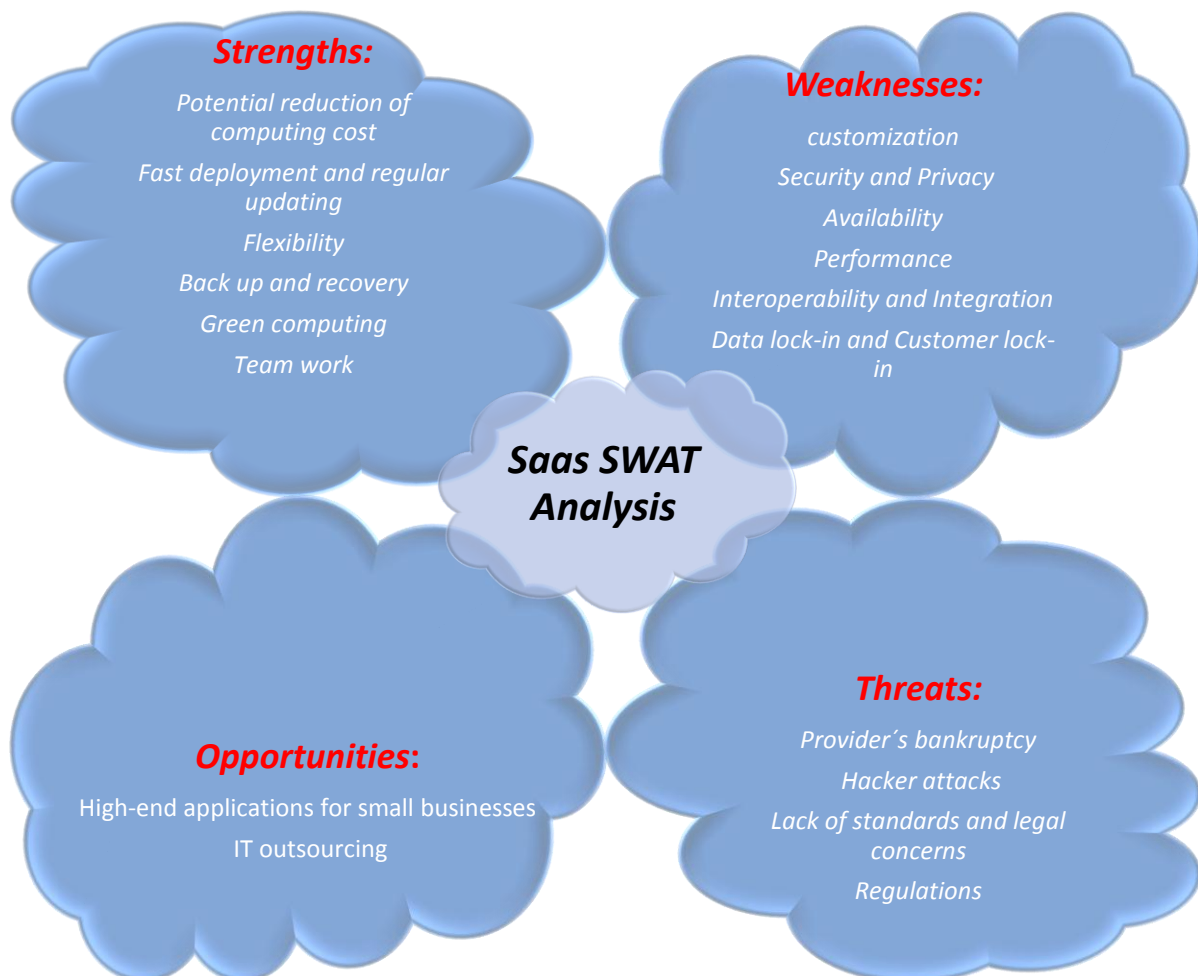 Strengths:
Potential reduction of
computing cost
Fast deployment and regular
updating
Flexibility
Back up and recovery
Green computing
Team work
Weaknesses:
customization
Security and Privacy
Availability
Performance
Interoperability and Integration
Data lock-in and Customer lock-
in
Saas SWAT
Analysis
Opportunities:
High-end applications for small businesses
IT outsourcing
Threats:
Provider´s bankruptcy
Hacker attacks
Lack of standards and legal
concerns
Regulations